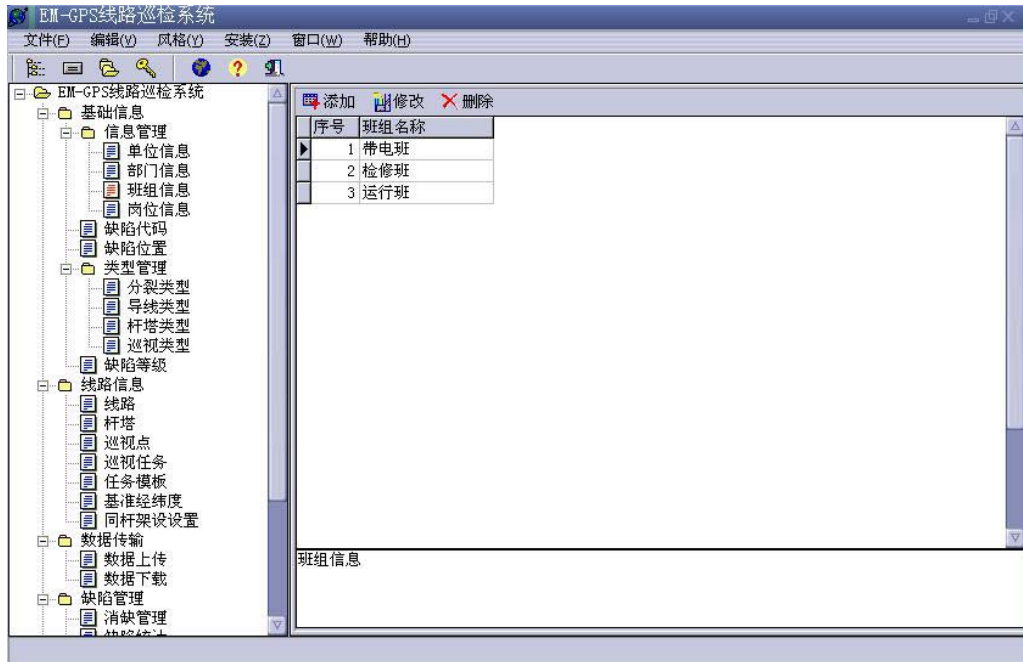 EM-GPS线路巡检系统
文件(F) 编辑(V) 风格(Y) 安装(Z) 窗口(W) 帮助(H)
EM-GPS线路巡检系统
基础信息
信息管理
单位信息
部门信息
班组信息
岗位信息
缺陷代码
缺陷位置
类型管理
分裂类型
导线类型
杆塔类型
巡视类型
缺陷等级
线路信息
线路
杆塔
巡视点
巡视任务
任务模板
基准经纬度
同杆架设设置
数据传输
数据上传
数据下载
缺陷管理
消缺管理
缺陷统计
添加 修改 删除
序号 班组名称
1 带电班
2 检修班
3 运行班
班组信息